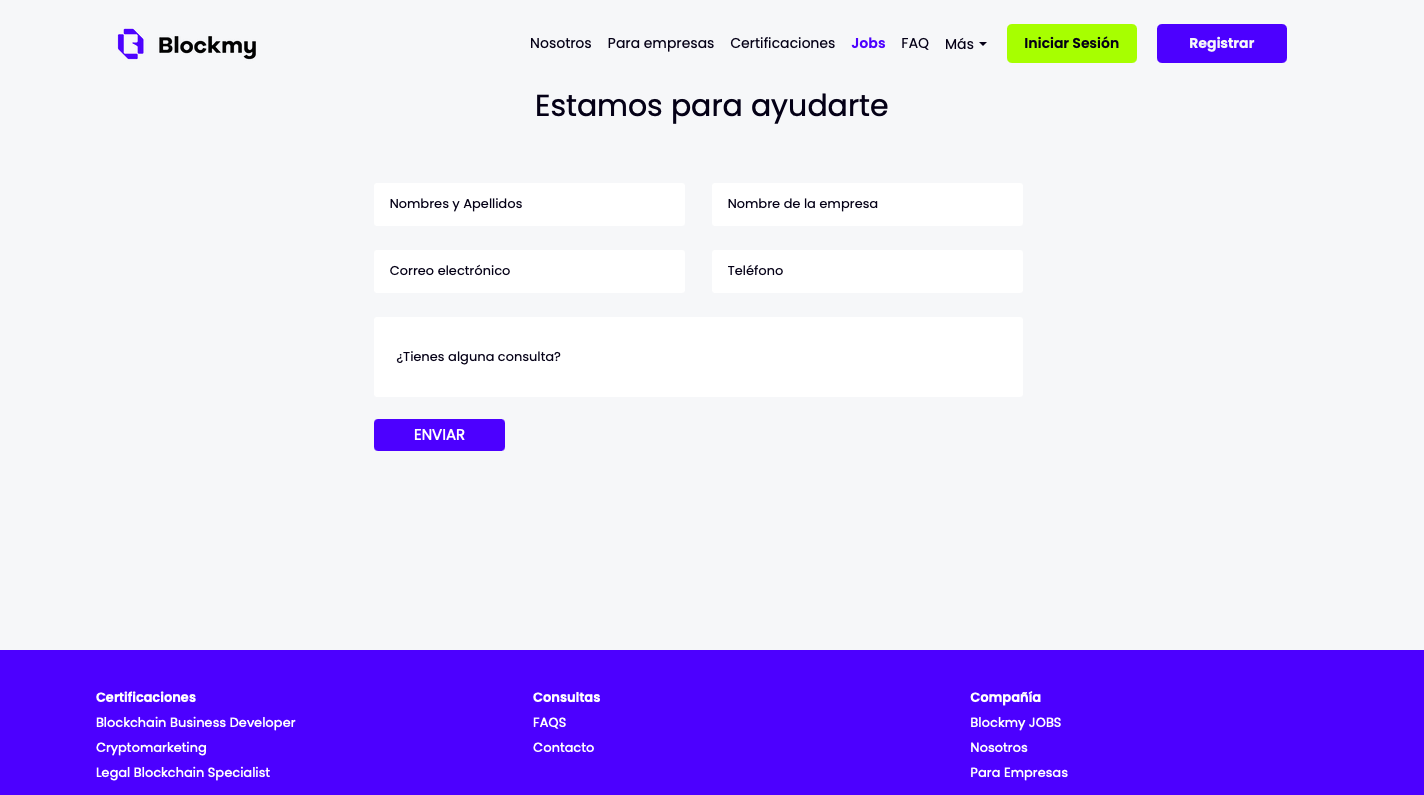 Blockmy
Nosotros Para empresas Certificaciones Jobs FAQ Más Iniciar Sesión Registrar
Estamos para ayudarte
Nombres y Apellidos
Nombre de la empresa
Correo electrónico
Teléfono
¿Tienes alguna consulta?
ENVIAR
Certificaciones
Blockchain Business Developer
Cryptomarketing
Legal Blockchain Specialist
Consultas
FAQS
Contacto
Compañía
Blockmy JOBS
Nosotros
Para Empresas